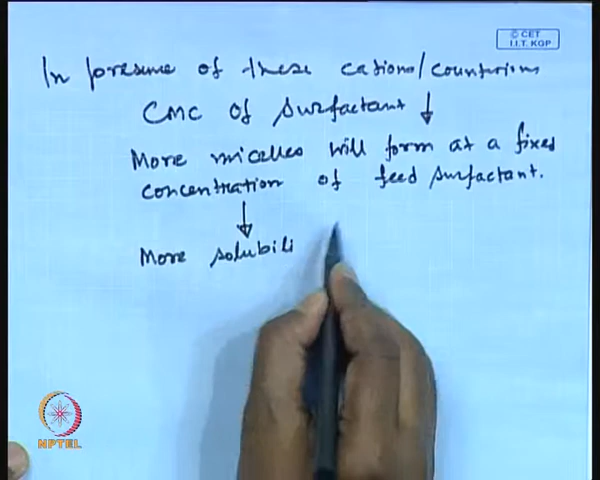 © CET
I.I.T. KGP
In presence of these cations/counterions
CMC of surfactant ↓
More micelles will form at a fixed
concentration of feed surfactant.
↓
More solubili
NPTEL